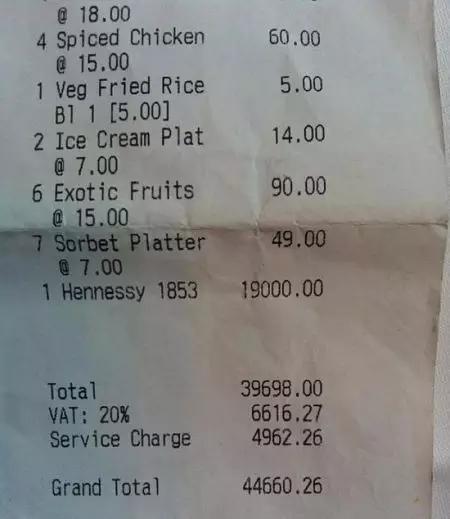 @ 18.00
4 Spiced Chicken 60.00
@ 15.00
1 Veg Fried Rice 5.00
Bl 1 [5.00]
2 Ice Cream Plat 14.00
@ 7.00
6 Exotic Fruits 90.00
@ 15.00
7 Sorbet Platter 49.00
@ 7.00
1 Hennessy 1853 19000.00
Total 39698.00
VAT: 20% 6616.27
Service Charge 4962.26
Grand Total 44660.26